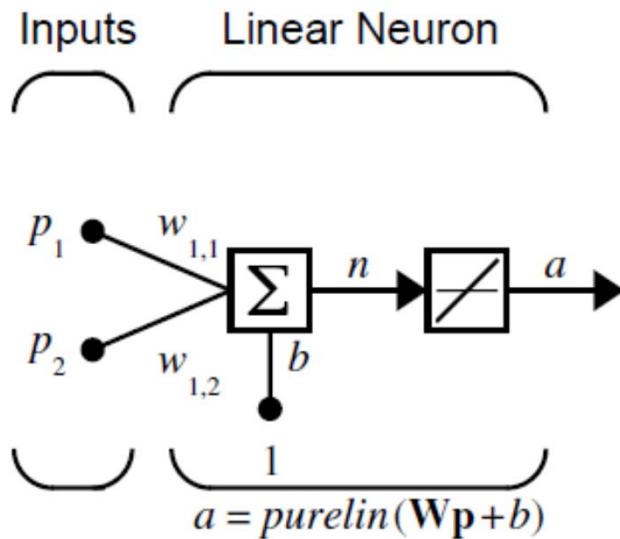 Inputs Linear Neuron
p₁ w₁,₁
Σ n a
p₂ w₁,₂ b
1
a = purelin(Wp+b)